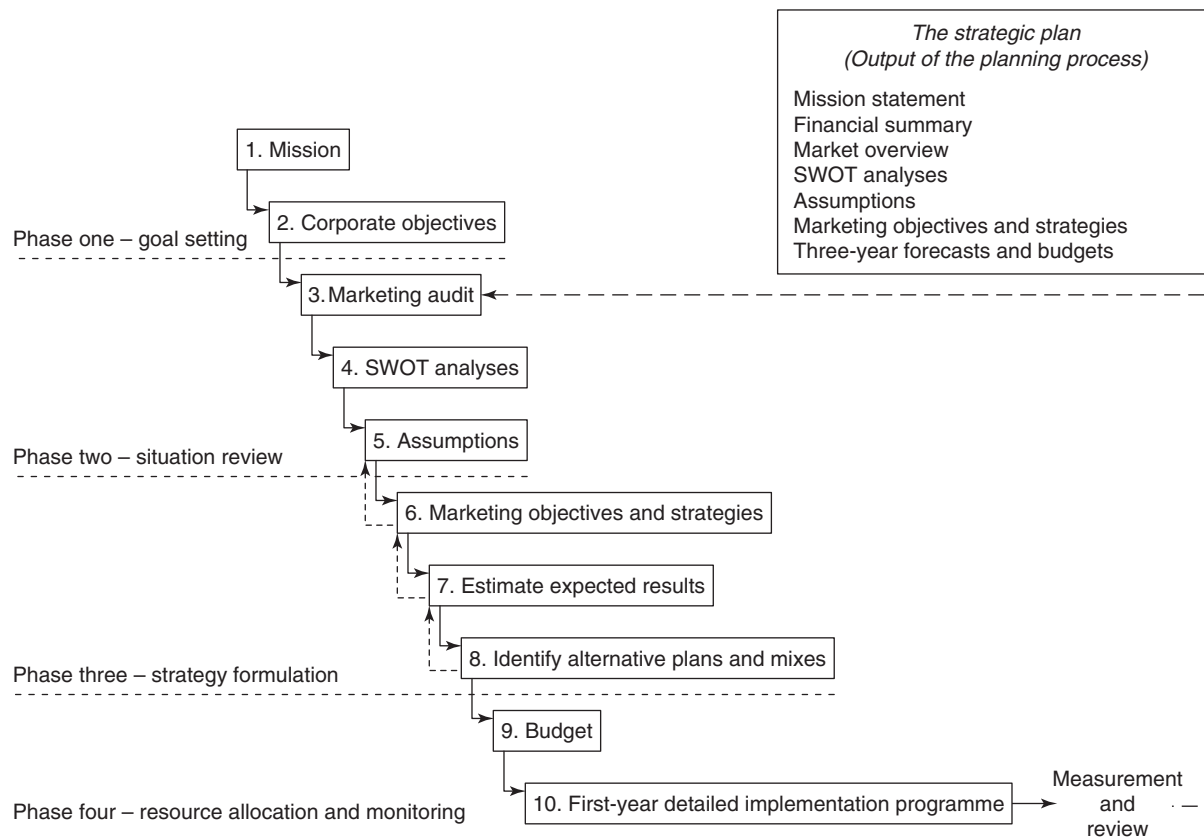 The strategic plan
(Output of the planning process)
Mission statement
Financial summary
Market overview
SWOT analyses
Assumptions
Marketing objectives and strategies
Three-year forecasts and budgets
1. Mission
2. Corporate objectives
Phase one – goal setting
3. Marketing audit
4. SWOT analyses
5. Assumptions
Phase two – situation review
6. Marketing objectives and strategies
7. Estimate expected results
8. Identify alternative plans and mixes
Phase three – strategy formulation
9. Budget
10. First-year detailed implementation programme
Measurement
and
review
Phase four – resource allocation and monitoring